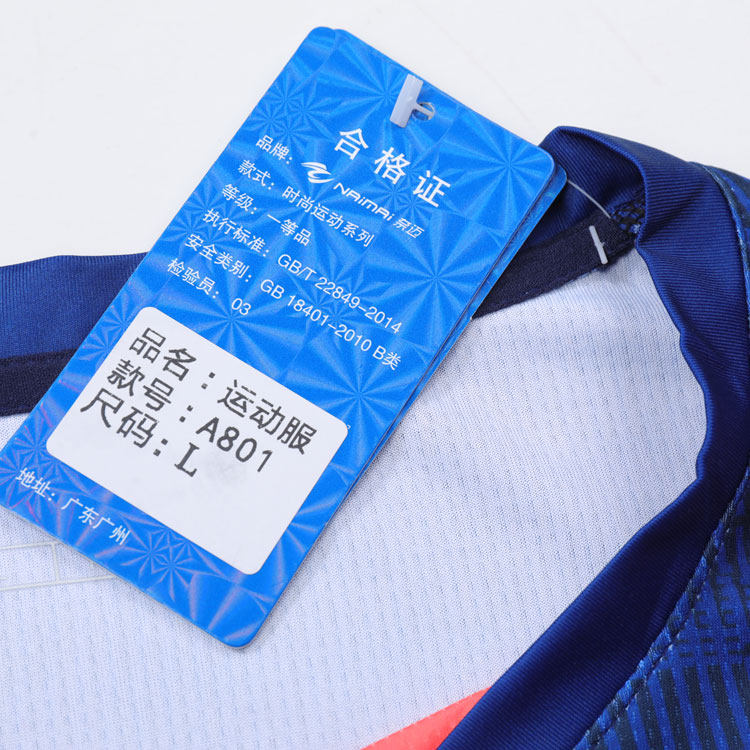 合格证
品牌: NAIMAI 奈迈
款式: 时尚运动系列
等级: 一等品
执行标准: GB/T 22849-2014
安全类别: GB 18401-2010 B类
检验员: 03
品名:运动服
款号:A801
尺码:L
地址: 广东广州